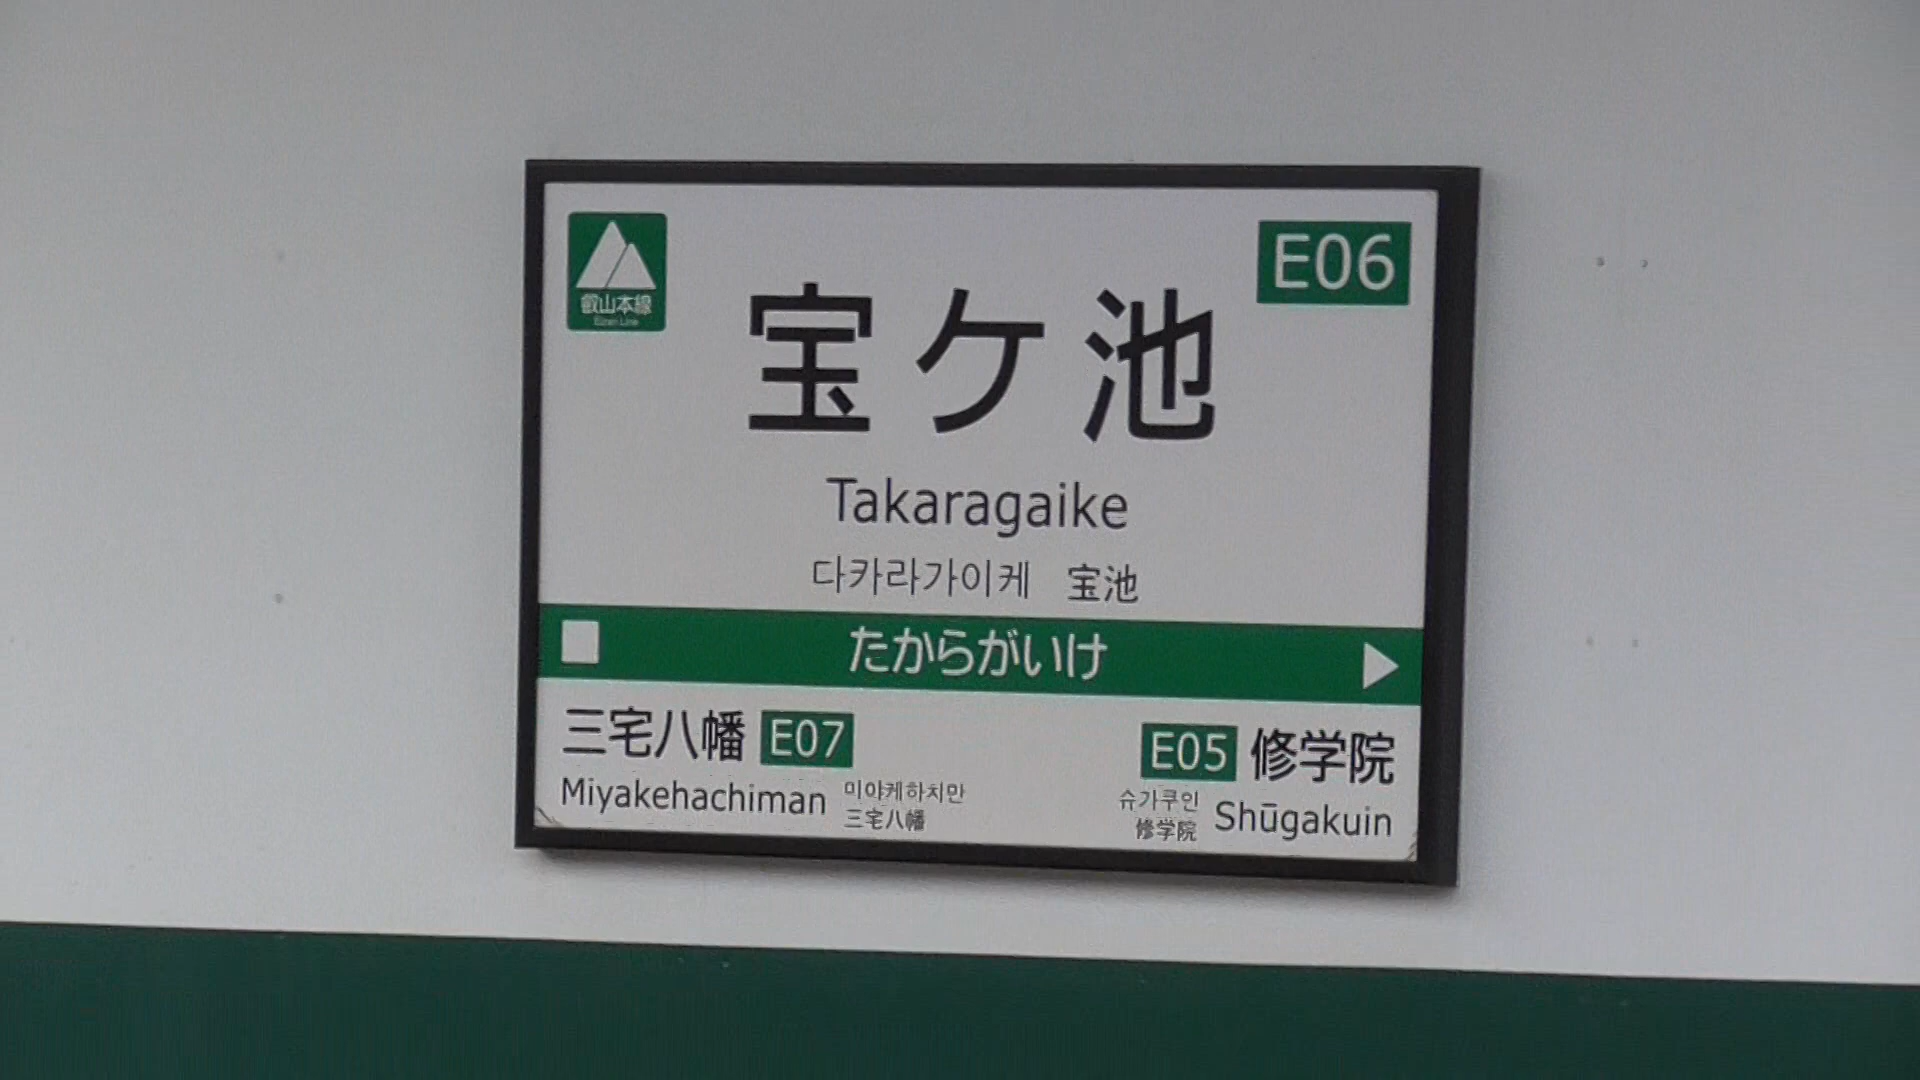 叡山本線
Eizan Line
E06
宝ケ池
Takaragaike
다카라가이케 宝池
たからがいけ
三宅八幡 E07
Miyakehachiman
미야케하치만
三宅八幡
E05 修学院
슈가쿠인
修学院
Shūgakuin